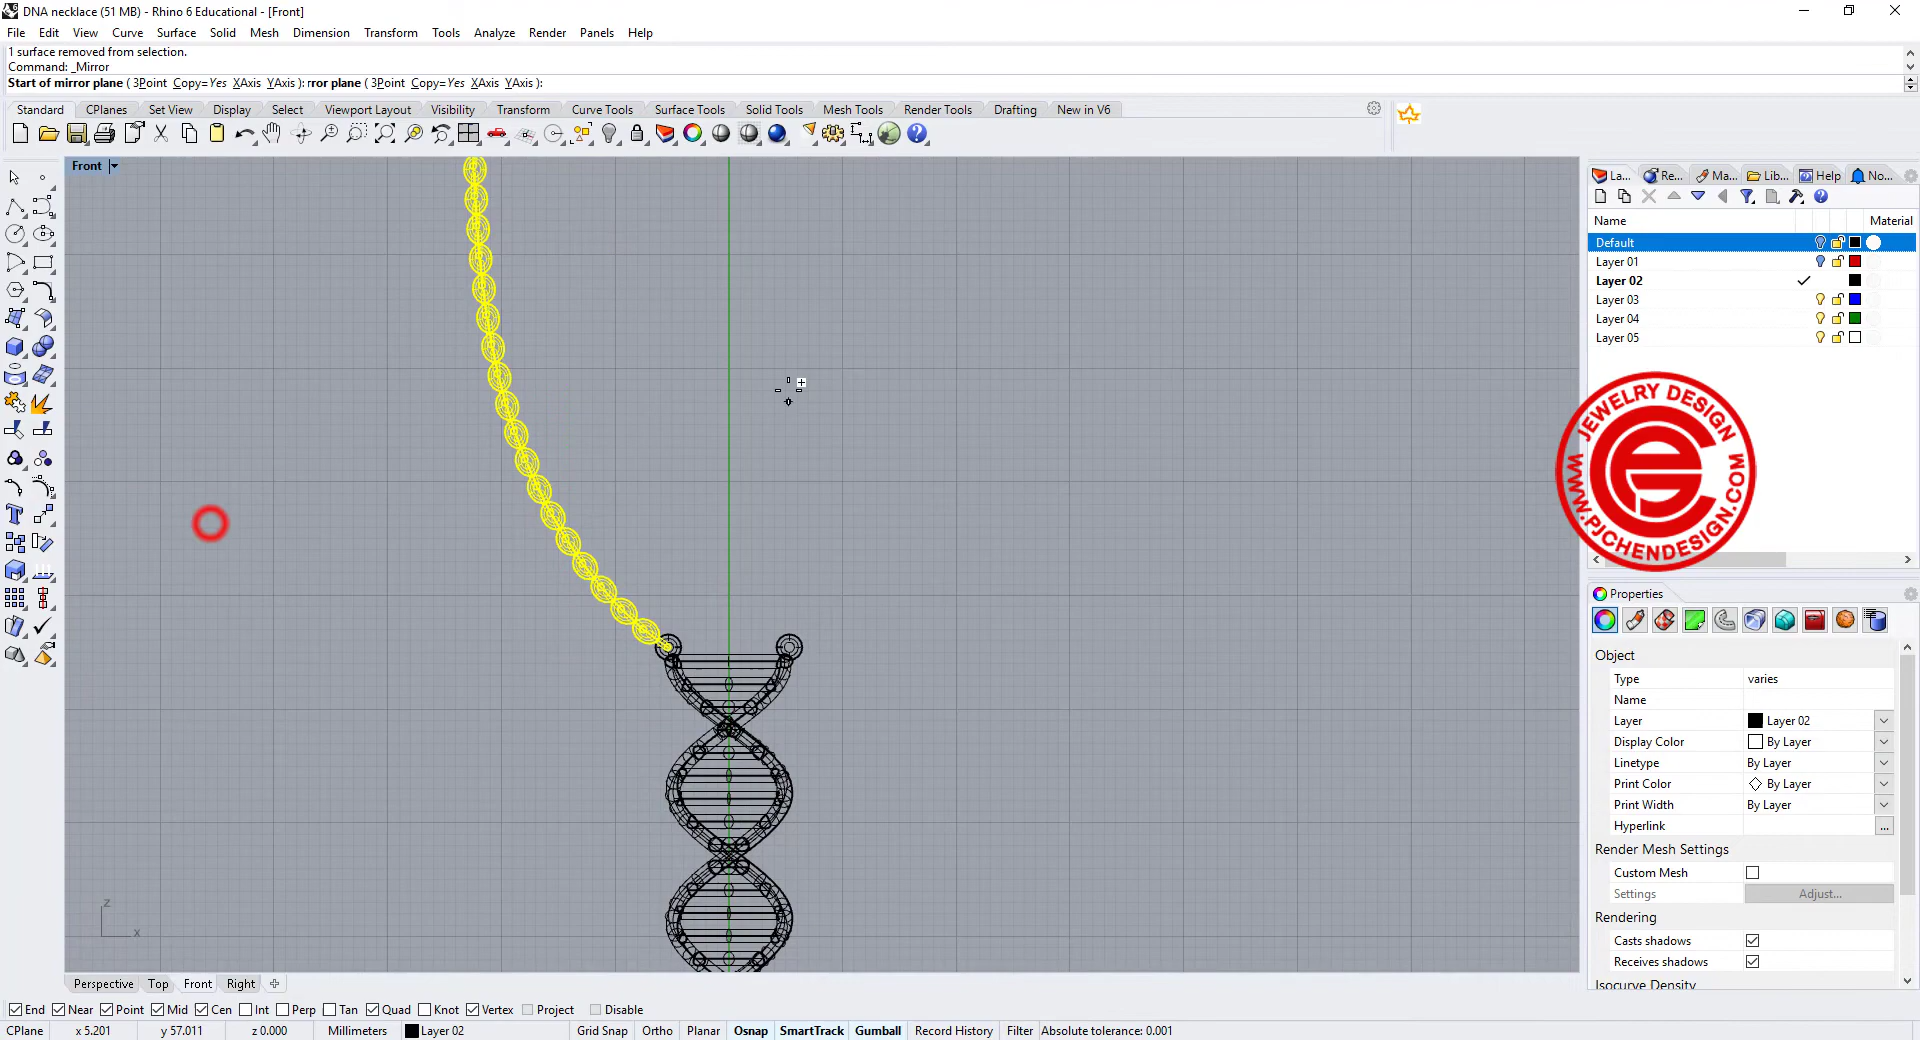 DNA necklace (51 MB) - Rhino 6 Educational - [Front]
File Edit View Curve Surface Solid Mesh Dimension Transform Tools Analyze Render Panels Help
1 surface removed from selection.
Command: _Mirror
Start of mirror plane ( 3Point Copy=Yes XAxis YAxis ): rror plane ( 3Point Copy=Yes XAxis YAxis ):
Standard CPlanes Set View Display Select Viewport Layout Visibility Transform Curve Tools Surface Tools Solid Tools Mesh Tools Render Tools Drafting New in V6
Front
La... Re... Ma... Lib... Help No...
Name Material
Default
Layer 01
Layer 02
Layer 03
Layer 04
Layer 05
JEWELRY DESIGN
WWW.PJCHENDESIGN.COM
Properties
Object
Type varies
Name
Layer Layer 02
Display Color By Layer
Linetype By Layer
Print Color By Layer
Print Width By Layer
Hyperlink ...
Render Mesh Settings
Custom Mesh
Settings Adjust...
Rendering
Casts shadows
Receives shadows
Isocurve Density
z
x
Perspective Top Front Right
End Near Point Mid Cen Int Perp Tan Quad Knot Vertex Project Disable
CPlane x 5.201 y 57.011 z 0.000 Millimeters Layer 02 Grid Snap Ortho Planar Osnap SmartTrack Gumball Record History Filter Absolute tolerance: 0.001